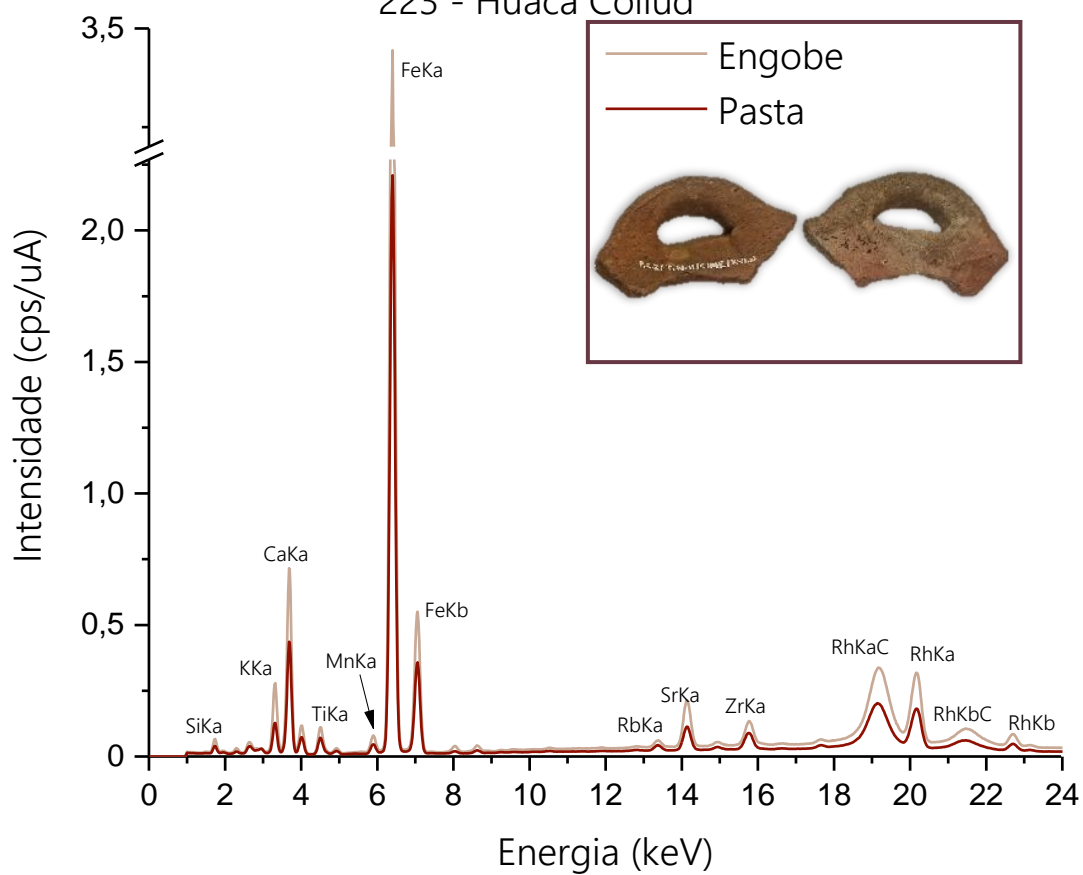 223 - Huaca Collud
Engobe
Pasta
Intensidade (cps/uA)
3,5
2,0
1,5
1,0
0,5
0
FeKa
CaKa
FeKb
KKa
MnKa
SiKa
TiKa
RbKa
SrKa
ZrKa
RhKaC
RhKa
RhKbC
RhKb
0 2 4 6 8 10 12 14 16 18 20 22 24
Energia (keV)